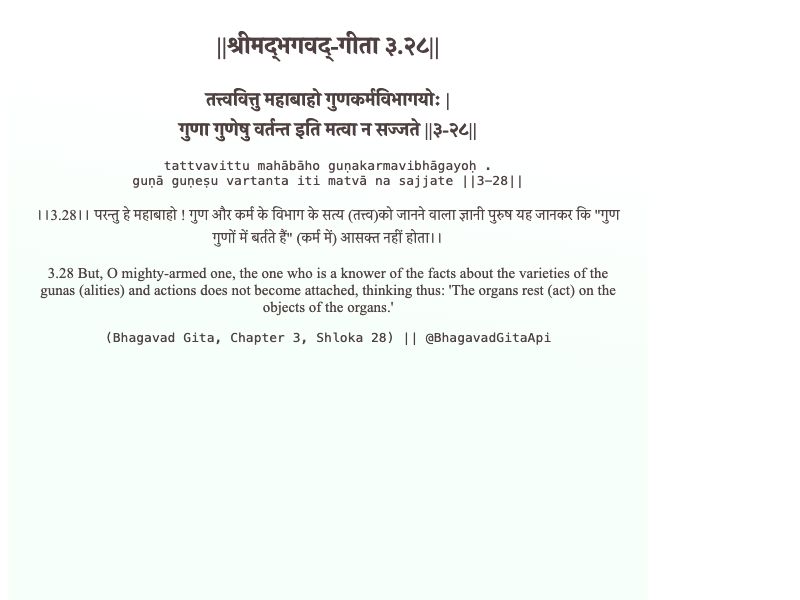 ||श्रीमद्‍भगवद्‍-गीता ३.२८||
तत्त्ववित्तु महाबाहो गुणकर्मविभागयोः |
गुणा गुणेषु वर्तन्त इति मत्वा न सज्जते ||३-२८||
tattvavittu mahābāho guṇakarmavibhāgayoḥ .
guṇā guṇeṣu vartanta iti matvā na sajjate ||3-28||
।।3.28।। परन्तु हे महाबाहो ! गुण और कर्म के विभाग के सत्य (तत्त्व)को जानने वाला ज्ञानी पुरुष यह जानकर कि "गुण
गुणों में बर्तते हैं" (कर्म में) आसक्त नहीं होता।।
3.28 But, O mighty-armed one, the one who is a knower of the facts about the varieties of the
gunas (alities) and actions does not become attached, thinking thus: 'The organs rest (act) on the
objects of the organs.'
(Bhagavad Gita, Chapter 3, Shloka 28) || @BhagavadGitaApi